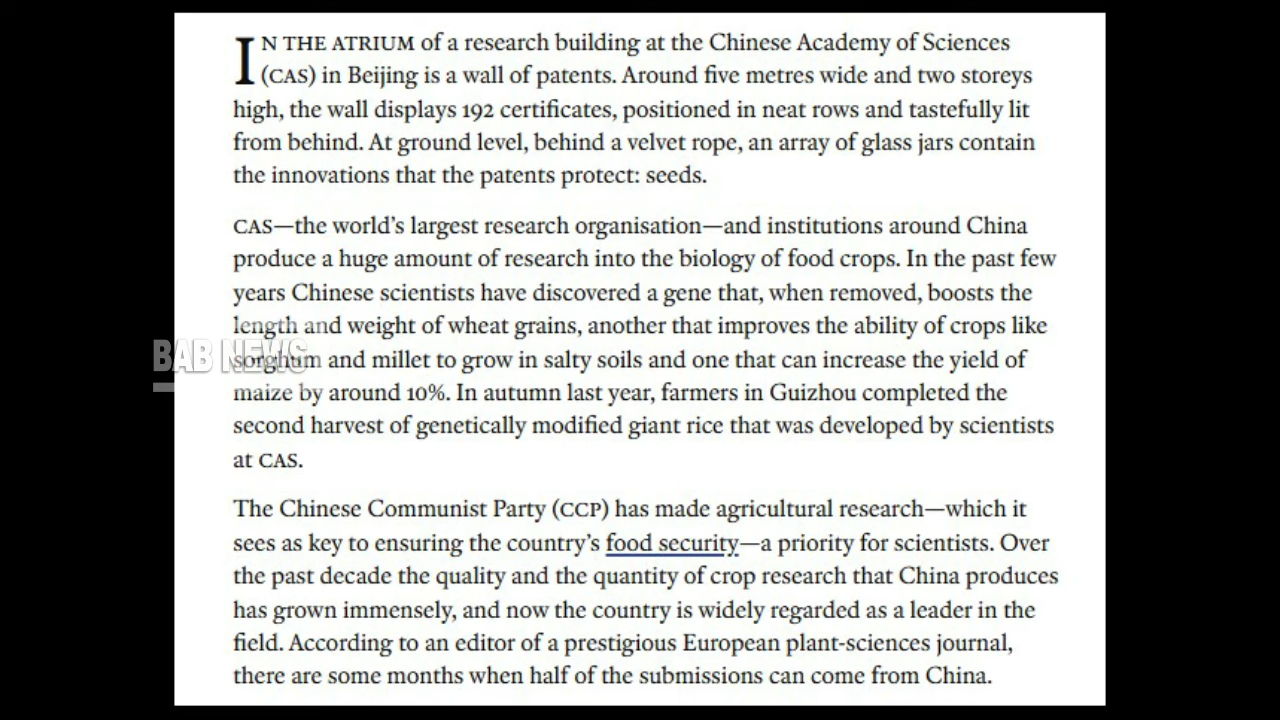 IN THE ATRIUM of a research building at the Chinese Academy of Sciences
(CAS) in Beijing is a wall of patents. Around five metres wide and two storeys
high, the wall displays 192 certificates, positioned in neat rows and tastefully lit
from behind. At ground level, behind a velvet rope, an array of glass jars contain
the innovations that the patents protect: seeds.
CAS—the world's largest research organisation—and institutions around China
produce a huge amount of research into the biology of food crops. In the past few
years Chinese scientists have discovered a gene that, when removed, boosts the
length and weight of wheat grains, another that improves the ability of crops like
sorghum and millet to grow in salty soils and one that can increase the yield of
maize by around 10%. In autumn last year, farmers in Guizhou completed the
second harvest of genetically modified giant rice that was developed by scientists
at CAS.
The Chinese Communist Party (CCP) has made agricultural research—which it
sees as key to ensuring the country's food security—a priority for scientists. Over
the past decade the quality and the quantity of crop research that China produces
has grown immensely, and now the country is widely regarded as a leader in the
field. According to an editor of a prestigious European plant-sciences journal,
there are some months when half of the submissions can come from China.
BAB NEWS